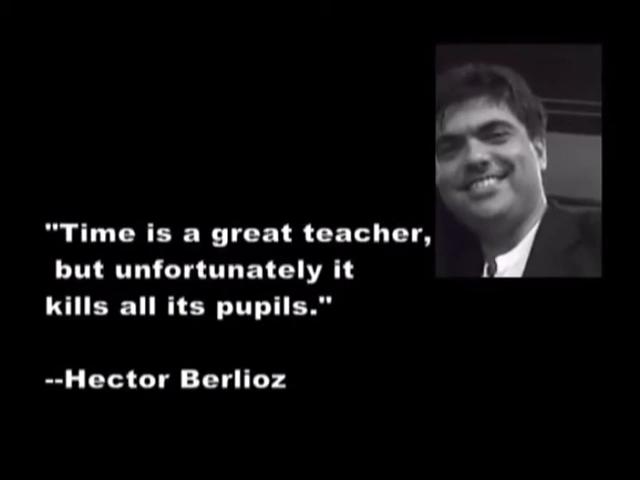 "Time is a great teacher,
but unfortunately it
kills all its pupils."
--Hector Berlioz